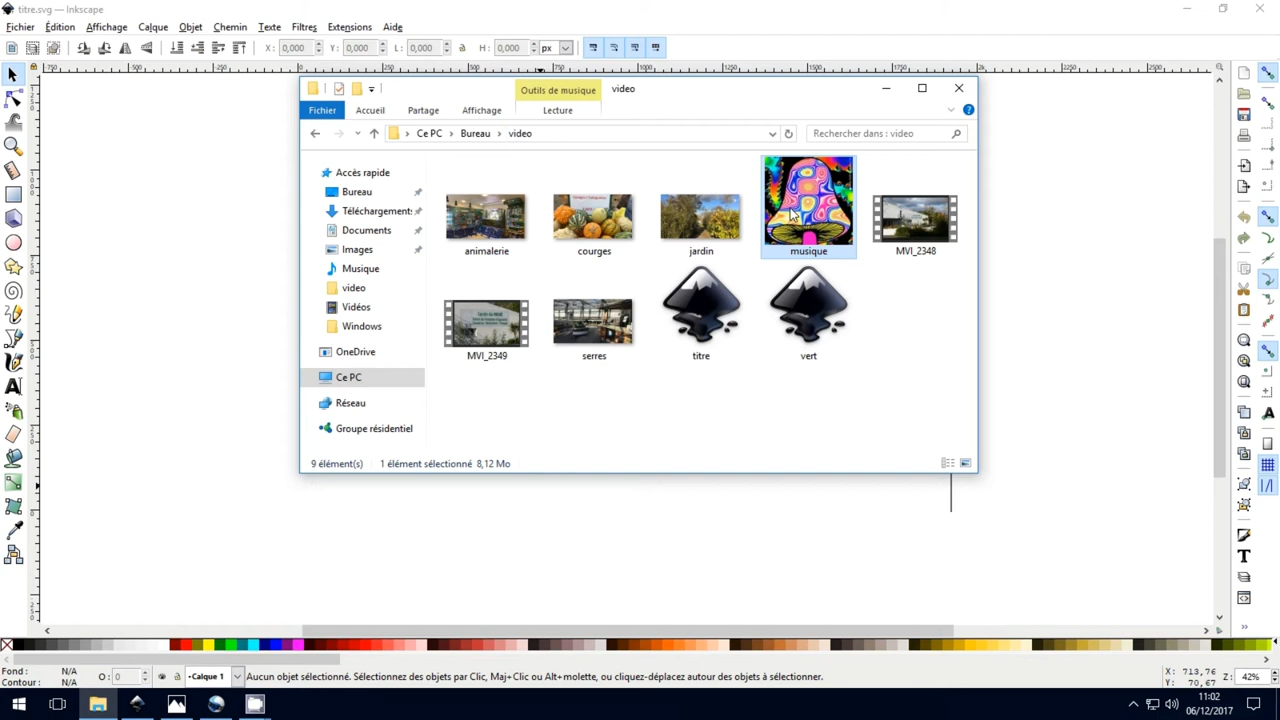 titre.svg — Inkscape
Fichier Édition Affichage Calque Objet Chemin Texte Filtres Extensions Aide
X: 0,000 Y: 0,000 L: 0,000 H: 0,000 px
Outils de musique video
Fichier Accueil Partage Affichage Lecture
Ce PC Bureau video
Rechercher dans : video
Accès rapide
Bureau
Téléchargement:
Documents
Images
Musique
video
Vidéos
Windows
OneDrive
Ce PC
Réseau
Groupe résidentiel
animalerie courges jardin musique MVI_2348
MVI_2349 serres titre vert
9 élément(s) 1 élément sélectionné 8,12 Mo
Fond : N/A
Contour : N/A
O: 0
•Calque 1
Aucun objet sélectionné. Sélectionnez des objets par Clic, Maj+Clic ou Alt+molette, ou cliquez-déplacez autour des objets à sélectionner.
X: 713,76
Y: 70,67
Z: 42%
11:02
06/12/2017